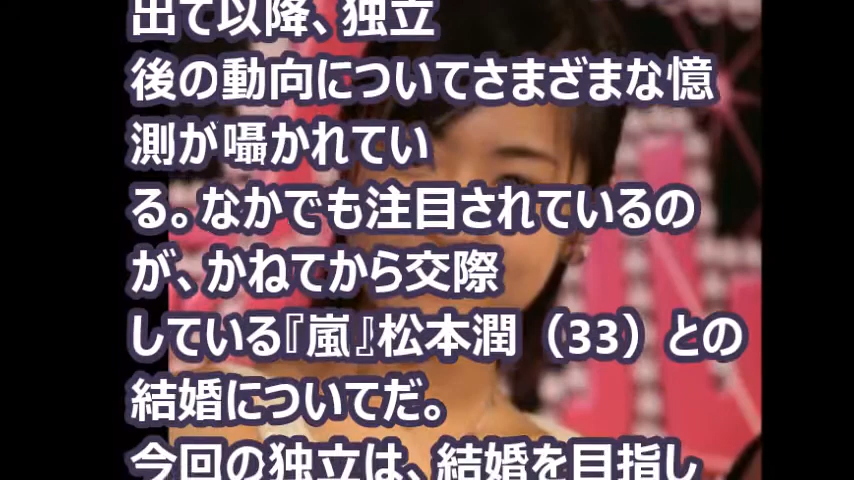 出て以降、独立
後の動向についてさまざまな憶
測が囁かれてい
る。なかでも注目されているの
が、かねてから交際
している『嵐』松本潤（33）との
結婚についてだ。
今回の独立は、結婚を目指し